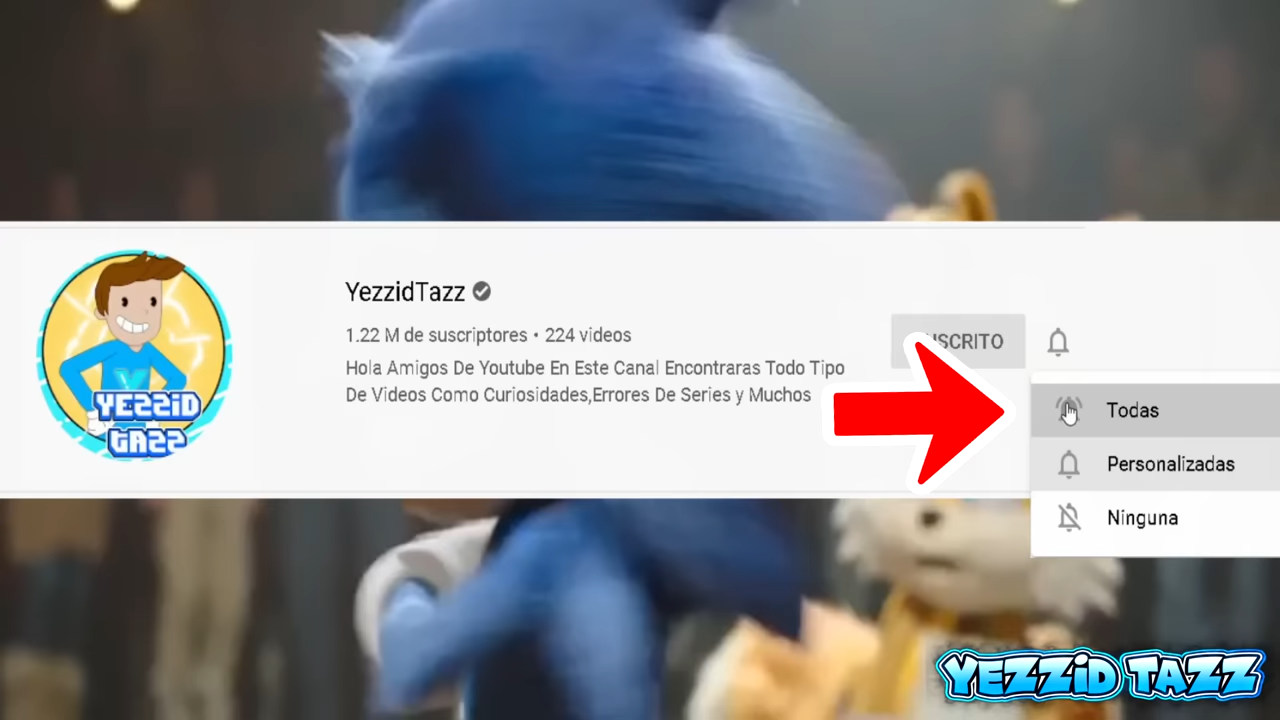 YezzidTazz
1.22 M de suscriptores • 224 videos
Hola Amigos De Youtube En Este Canal Encontraras Todo Tipo
De Videos Como Curiosidades,Errores De Series y Muchos
YEZZID
TAZZ
Todas
Personalizadas
Ninguna
YEZZiD TAZZ